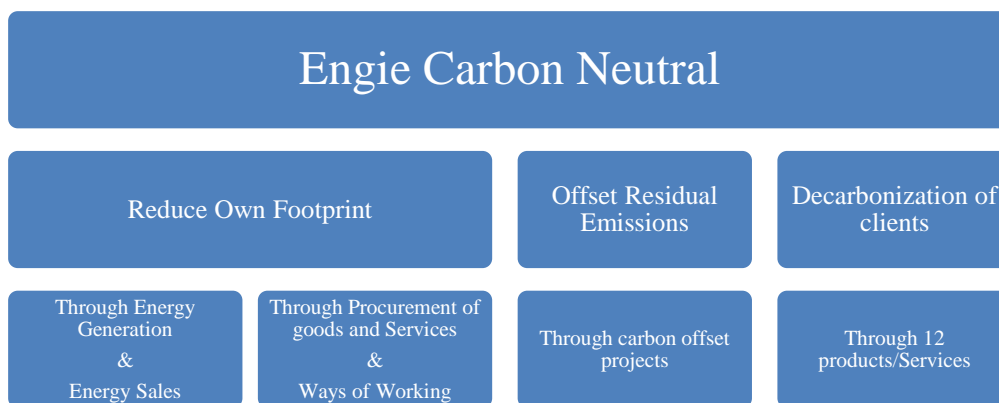 Engie Carbon Neutral
Reduce Own Footprint
Offset Residual
Emissions
Decarbonization of
clients
Through Energy
Generation
&
Energy Sales
Through Procurement of
goods and Services
&
Ways of Working
Through carbon offset
projects
Through 12
products/Services